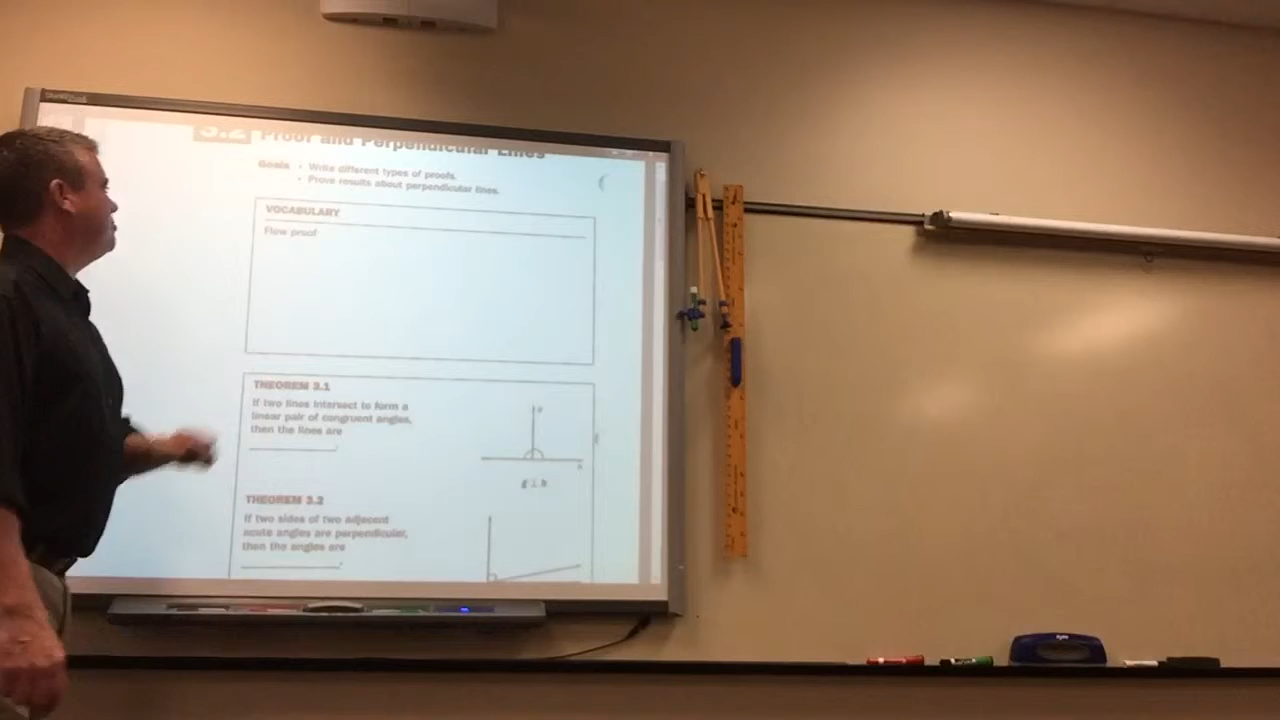 3.2 Proof and Perpendicular Lines
Goals • Write different types of proofs.
• Prove results about perpendicular lines.
VOCABULARY
Flow proof
THEOREM 3.1
If two lines intersect to form a
linear pair of congruent angles,
then the lines are
g ⊥ h
THEOREM 3.2
If two sides of two adjacent
acute angles are perpendicular,
then the angles are